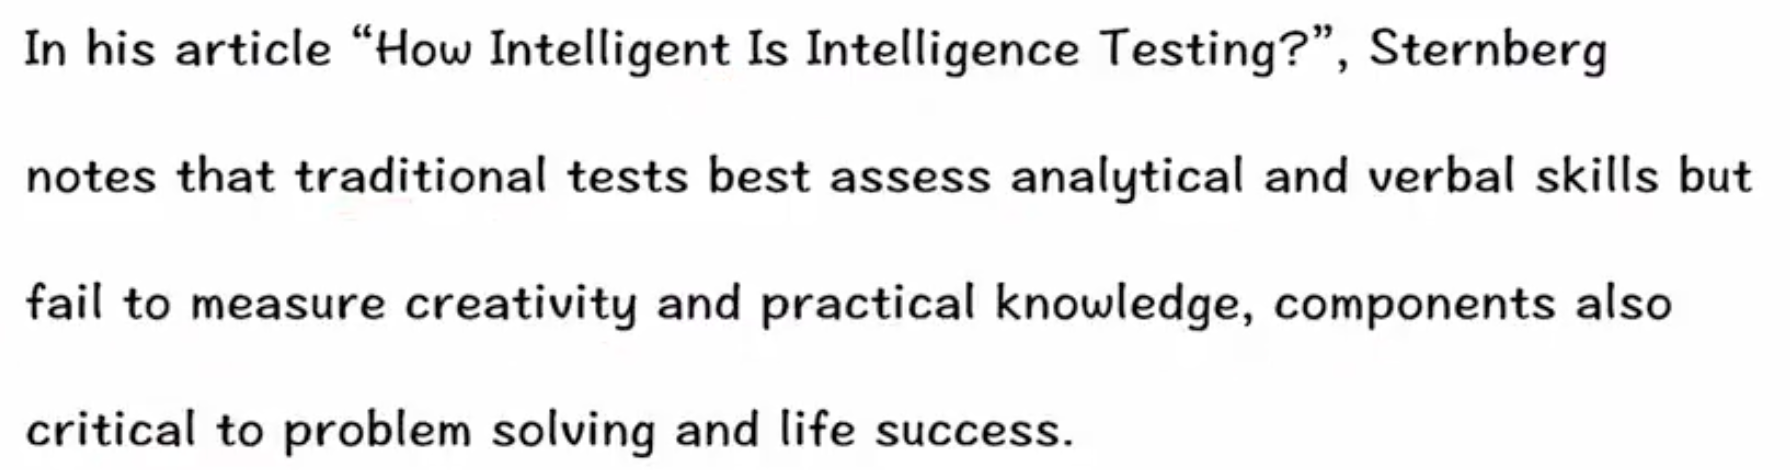 In his article “How Intelligent Is Intelligence Testing?”, Sternberg
notes that traditional tests best assess analytical and verbal skills but
fail to measure creativity and practical knowledge, components also
critical to problem solving and life success.